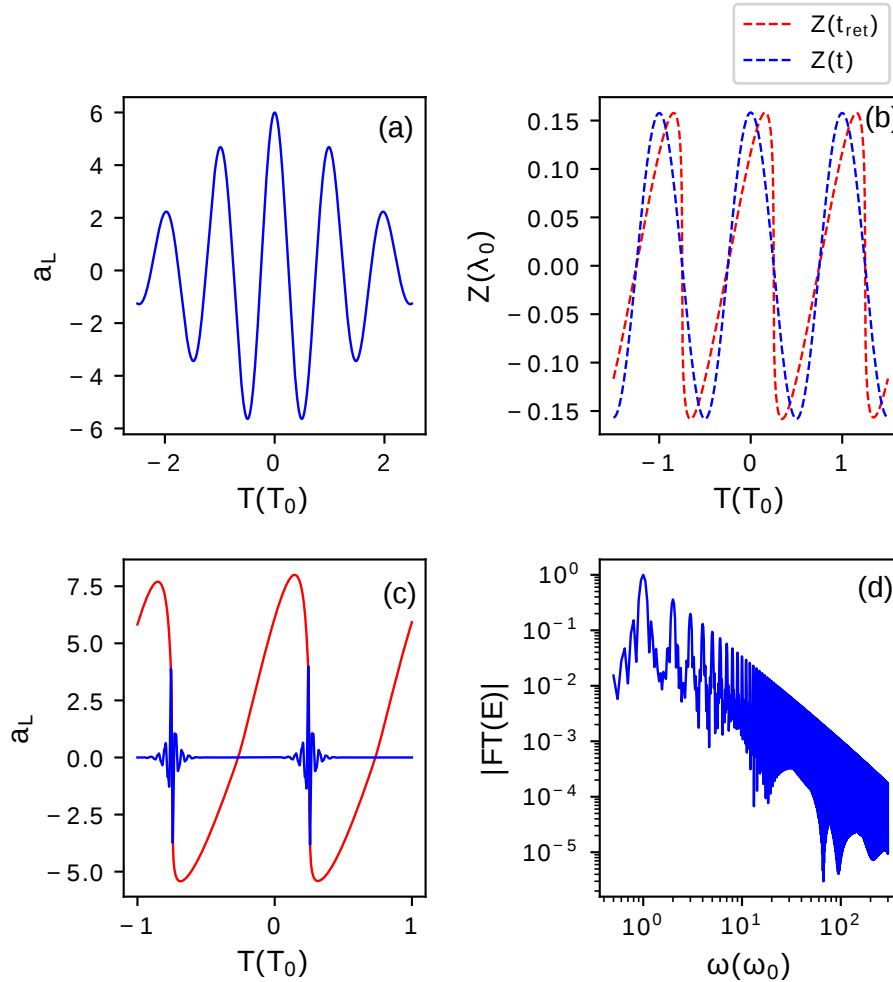 Z(t_ret)
Z(t)
(a)
6
4
2
0
−2
−4
−6
a_L
−2 0 2
T(T_0)
(b)
0.15
0.10
0.05
0.00
−0.05
−0.10
−0.15
Z(λ_0)
−1 0 1
T(T_0)
(c)
7.5
5.0
2.5
0.0
−2.5
−5.0
a_L
−1 0 1
T(T_0)
(d)
10^0
10^−1
10^−2
10^−3
10^−4
10^−5
|FT(E)|
10^0 10^1 10^2
ω(ω_0)